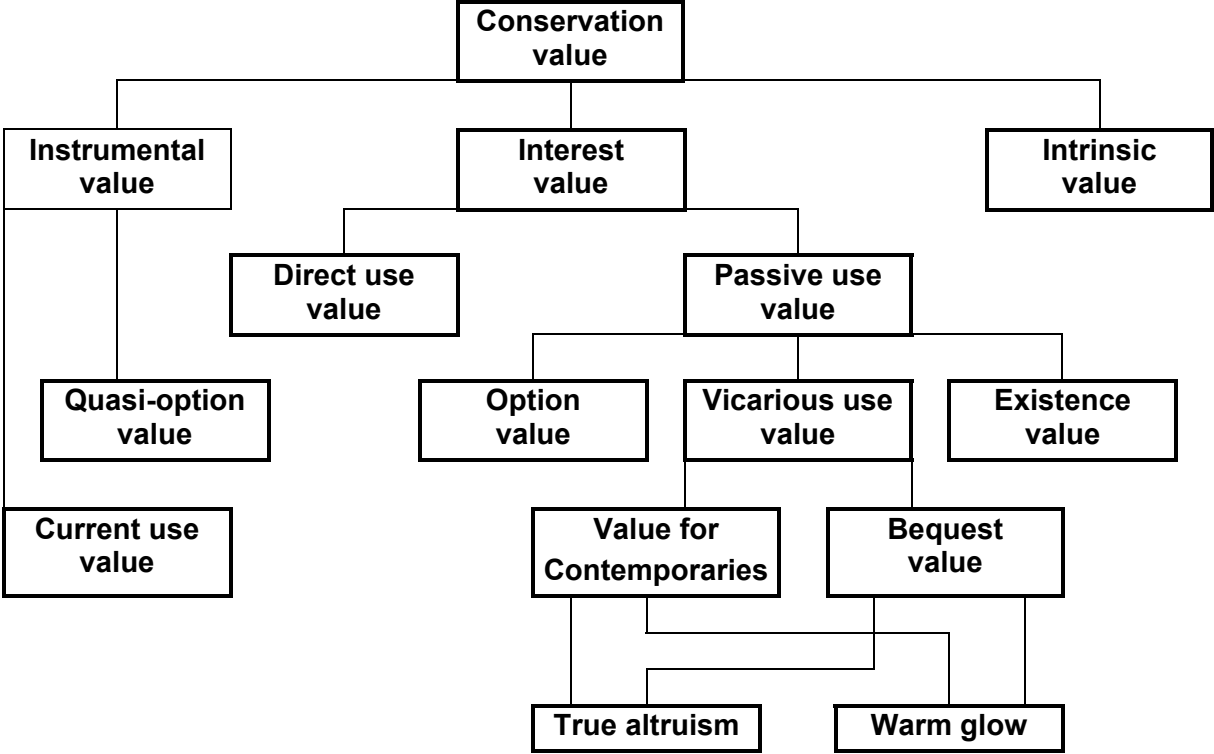 Conservation
value
Instrumental
value
Interest
value
Intrinsic
value
Direct use
value
Passive use
value
Quasi-option
value
Option
value
Vicarious use
value
Existence
value
Current use
value
Value for
Contemporaries
Bequest
value
True altruism
Warm glow